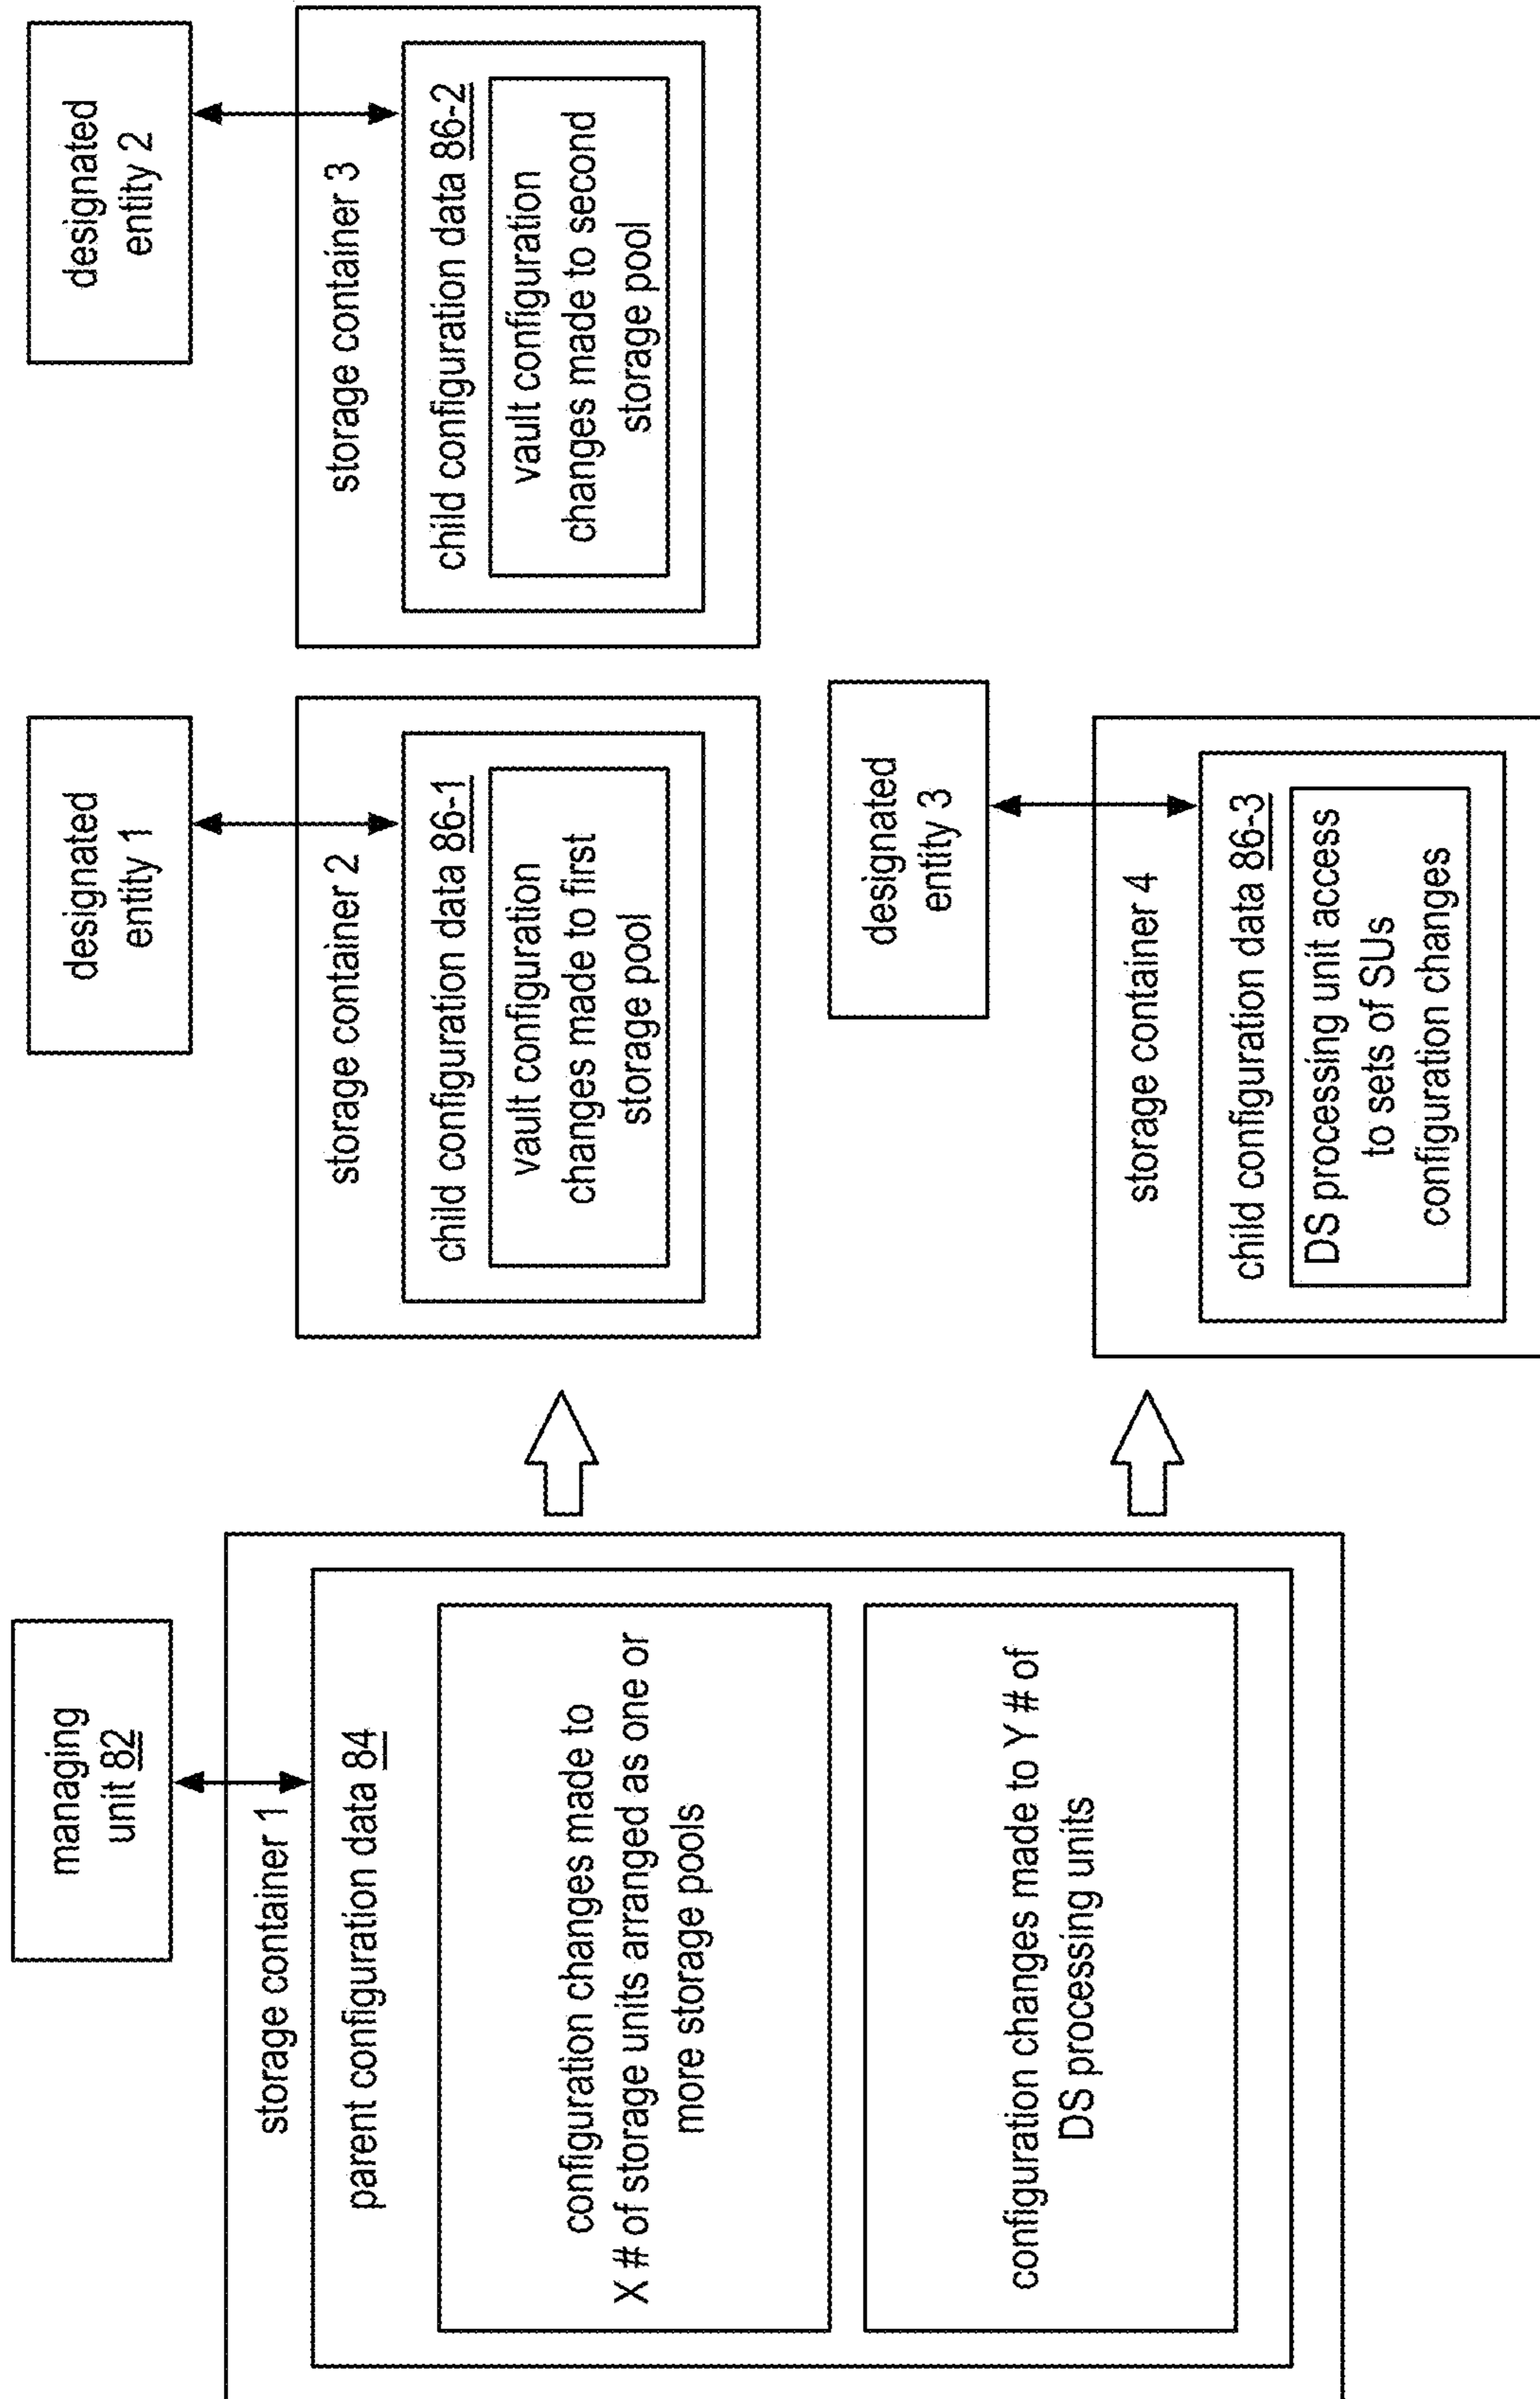 managing
unit 82
storage container 1
parent configuration data 84
configuration changes made to
X # of storage units arranged as one or
more storage pools
configuration changes made to Y # of
DS processing units
designated
entity 1
storage container 2
child configuration data 86-1
vault configuration
changes made to first
storage pool
designated
entity 2
storage container 3
child configuration data 86-2
vault configuration
changes made to second
storage pool
designated
entity 3
storage container 4
child configuration data 86-3
DS processing unit access
to sets of SUs
configuration changes